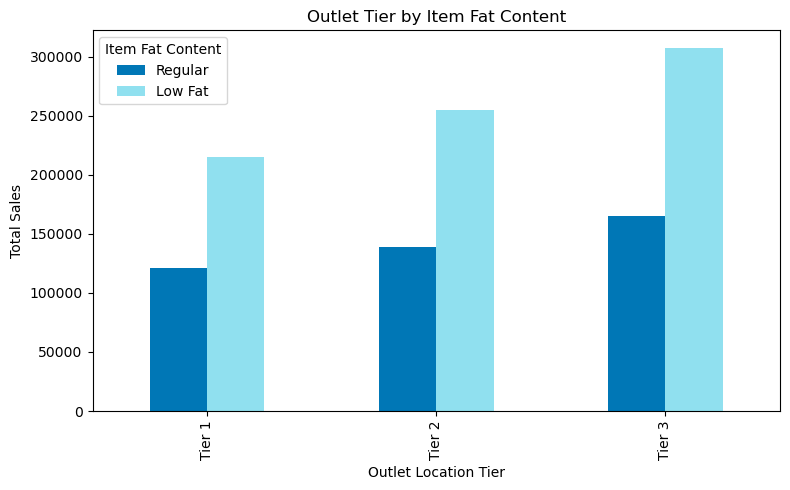 Outlet Tier by Item Fat Content
Item Fat Content
Regular
Low Fat
Total Sales
300000
250000
200000
150000
100000
50000
0
Tier 1
Tier 2
Tier 3
Outlet Location Tier